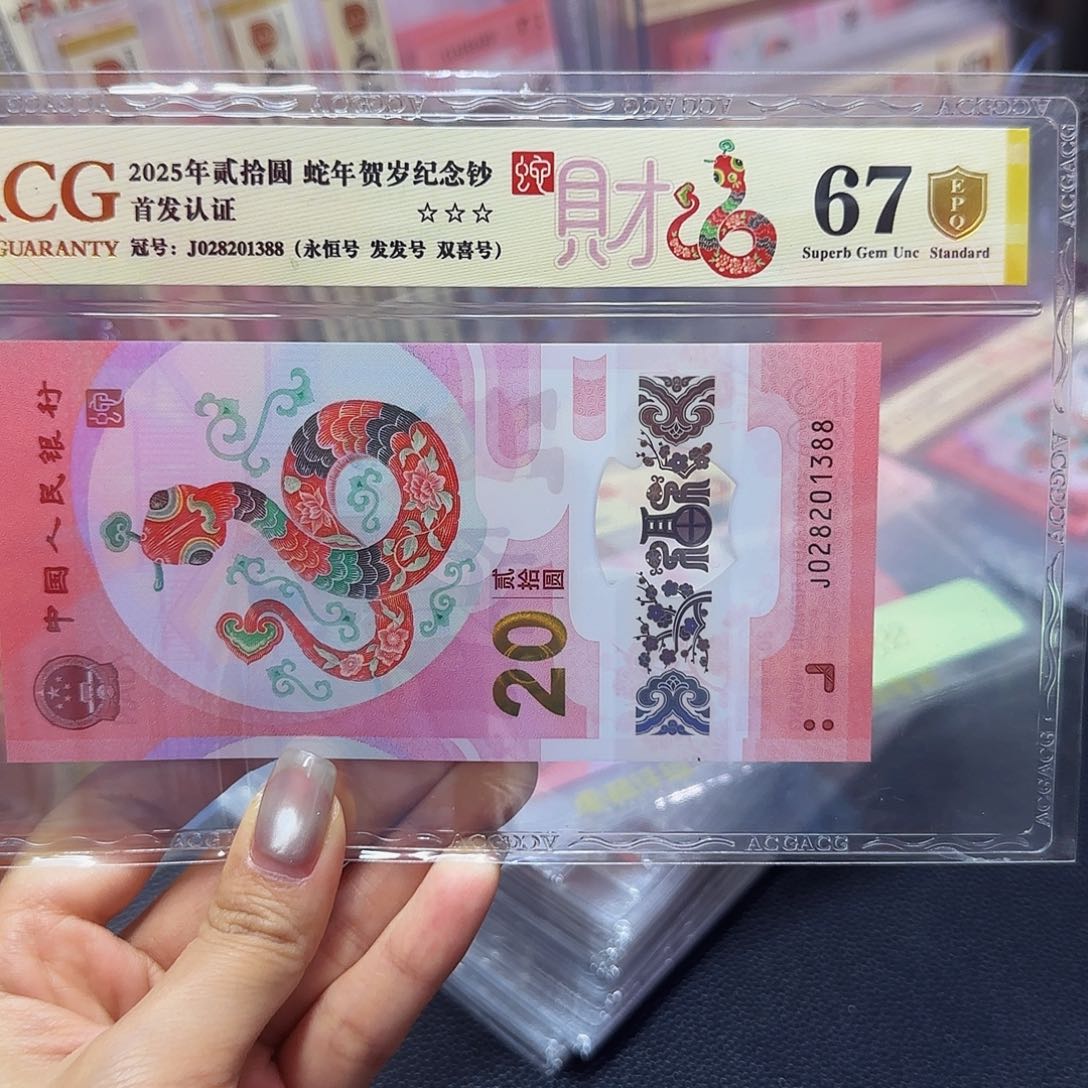 ACG
GUARANTY
2025年贰拾圆 蛇年贺岁纪念钞
首发认证
☆☆☆
冠号：J028201388（永恒号 发发号 双喜号）
蛇
財
67
EPQ
Superb Gem Unc Standard
中国人民银行
蛇
贰拾圆
20
福
J028201388
ACGACG
ACGACG